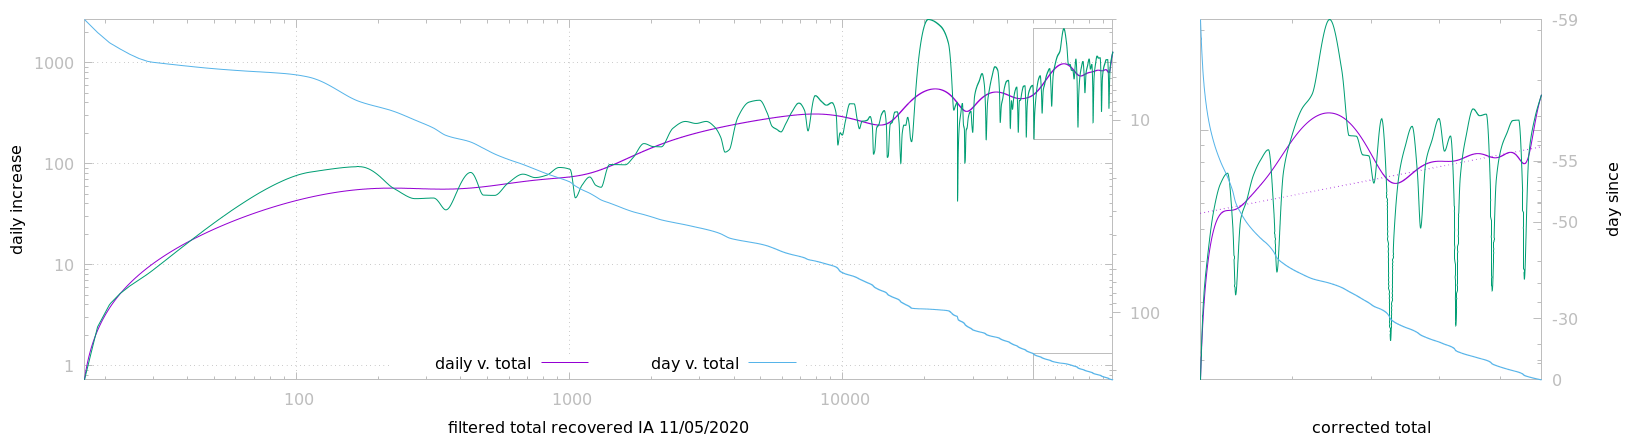 daily increase
1000
100
10
1
daily v. total
day v. total
100
1000
10000
filtered total recovered IA 11/05/2020
10
100
-59
-55
-50
-30
0
day since
corrected total